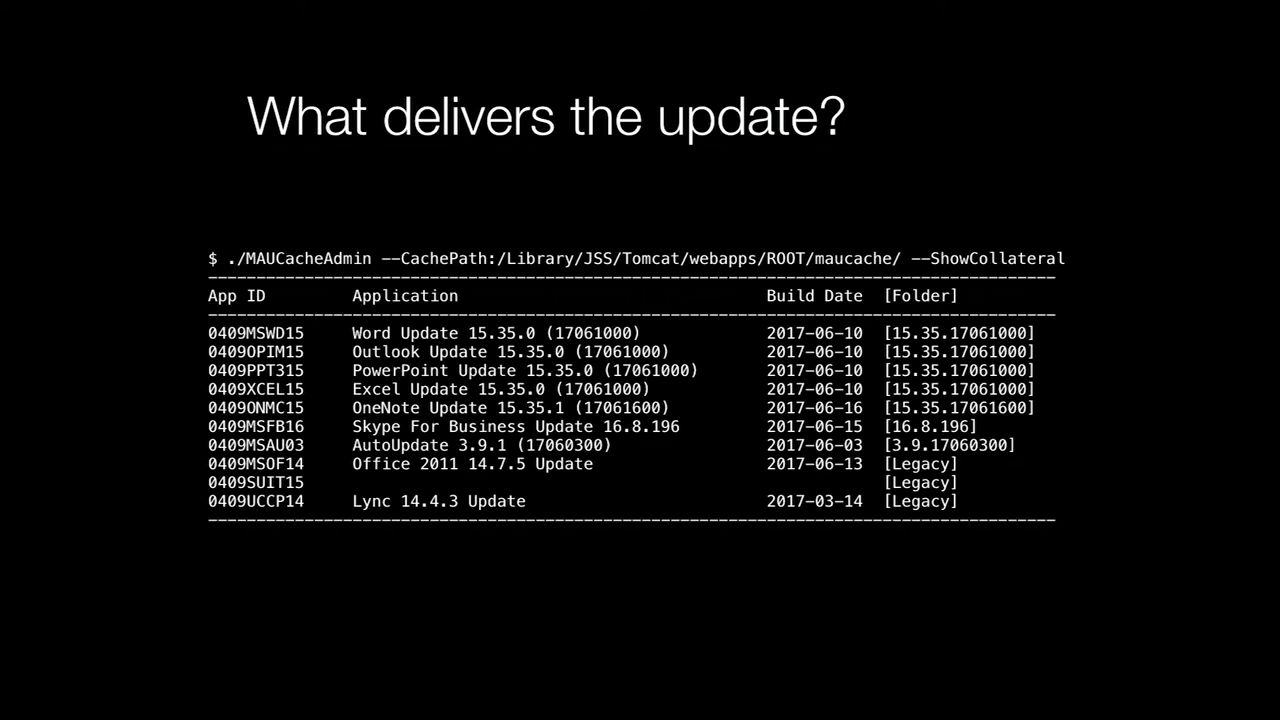 What delivers the update?
$ ./MAUCacheAdmin --CachePath:/Library/JSS/Tomcat/webapps/ROOT/maucache/ --ShowCollateral
App ID Application Build Date [Folder]
0409MSWD15 Word Update 15.35.0 (17061000) 2017-06-10 [15.35.17061000]
0409OPIM15 Outlook Update 15.35.0 (17061000) 2017-06-10 [15.35.17061000]
0409PPT315 PowerPoint Update 15.35.0 (17061000) 2017-06-10 [15.35.17061000]
0409XCEL15 Excel Update 15.35.0 (17061000) 2017-06-10 [15.35.17061000]
0409ONMC15 OneNote Update 15.35.1 (17061600) 2017-06-16 [15.35.17061600]
0409MSFB16 Skype For Business Update 16.8.196 2017-06-15 [16.8.196]
0409MSAU03 AutoUpdate 3.9.1 (17060300) 2017-06-03 [3.9.17060300]
0409MSOF14 Office 2011 14.7.5 Update 2017-06-13 [Legacy]
0409SUIT15 [Legacy]
0409UCCP14 Lync 14.4.3 Update 2017-03-14 [Legacy]